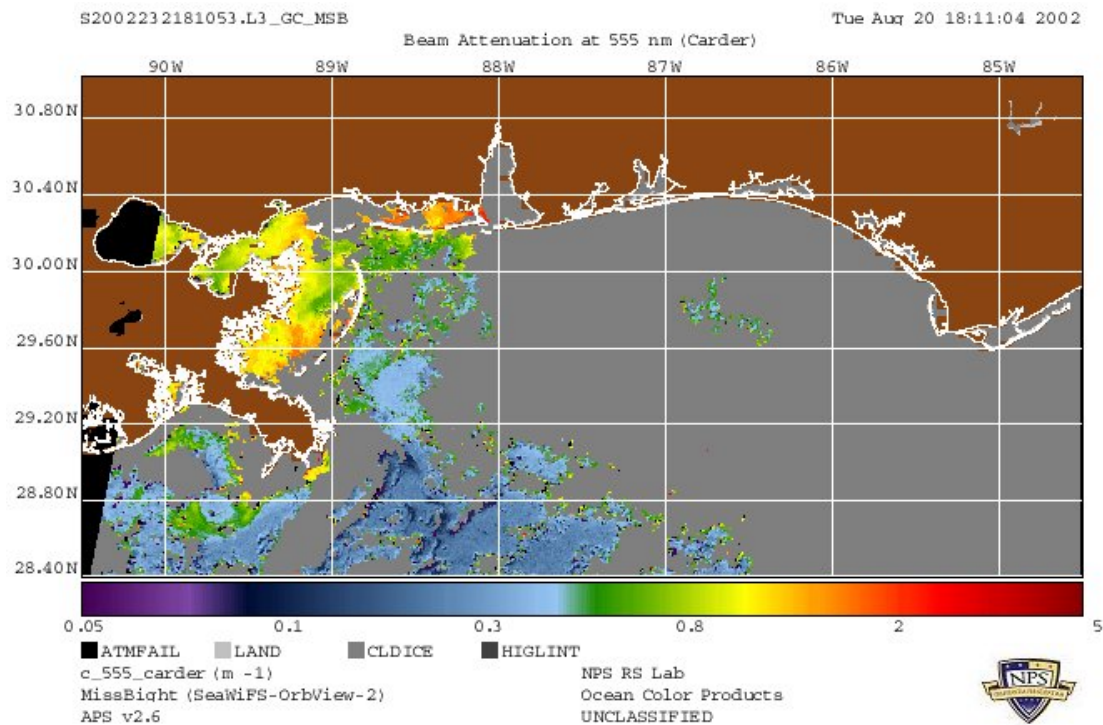 S2002232181053.L3_GC_MSB Tue Aug 20 18:11:04 2002
Beam Attenuation at 555 nm (Carder)
90W 89W 88W 87W 86W 85W
30.80N
30.40N
30.00N
29.60N
29.20N
28.80N
28.40N
0.05 0.1 0.3 0.8 2 5
ATMFAIL LAND CLDICE HIGLINT
c_555_carder (m -1) NPS RS Lab
MissBight (SeaWiFS-OrbView-2) Ocean Color Products
APS v2.6 UNCLASSIFIED
NPS